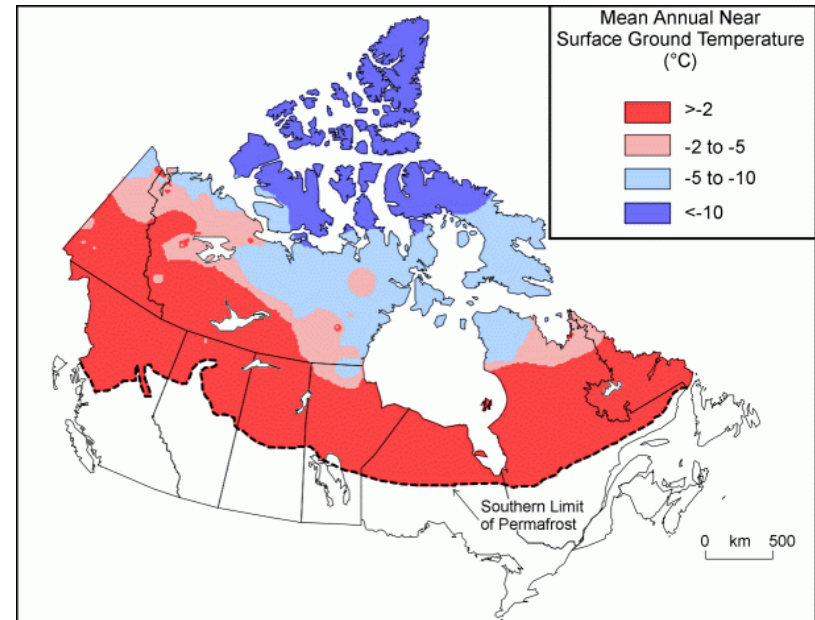 Mean Annual Near
Surface Ground Temperature
(°C)
>-2
-2 to -5
-5 to -10
<-10
Southern Limit
of Permafrost
0 km 500